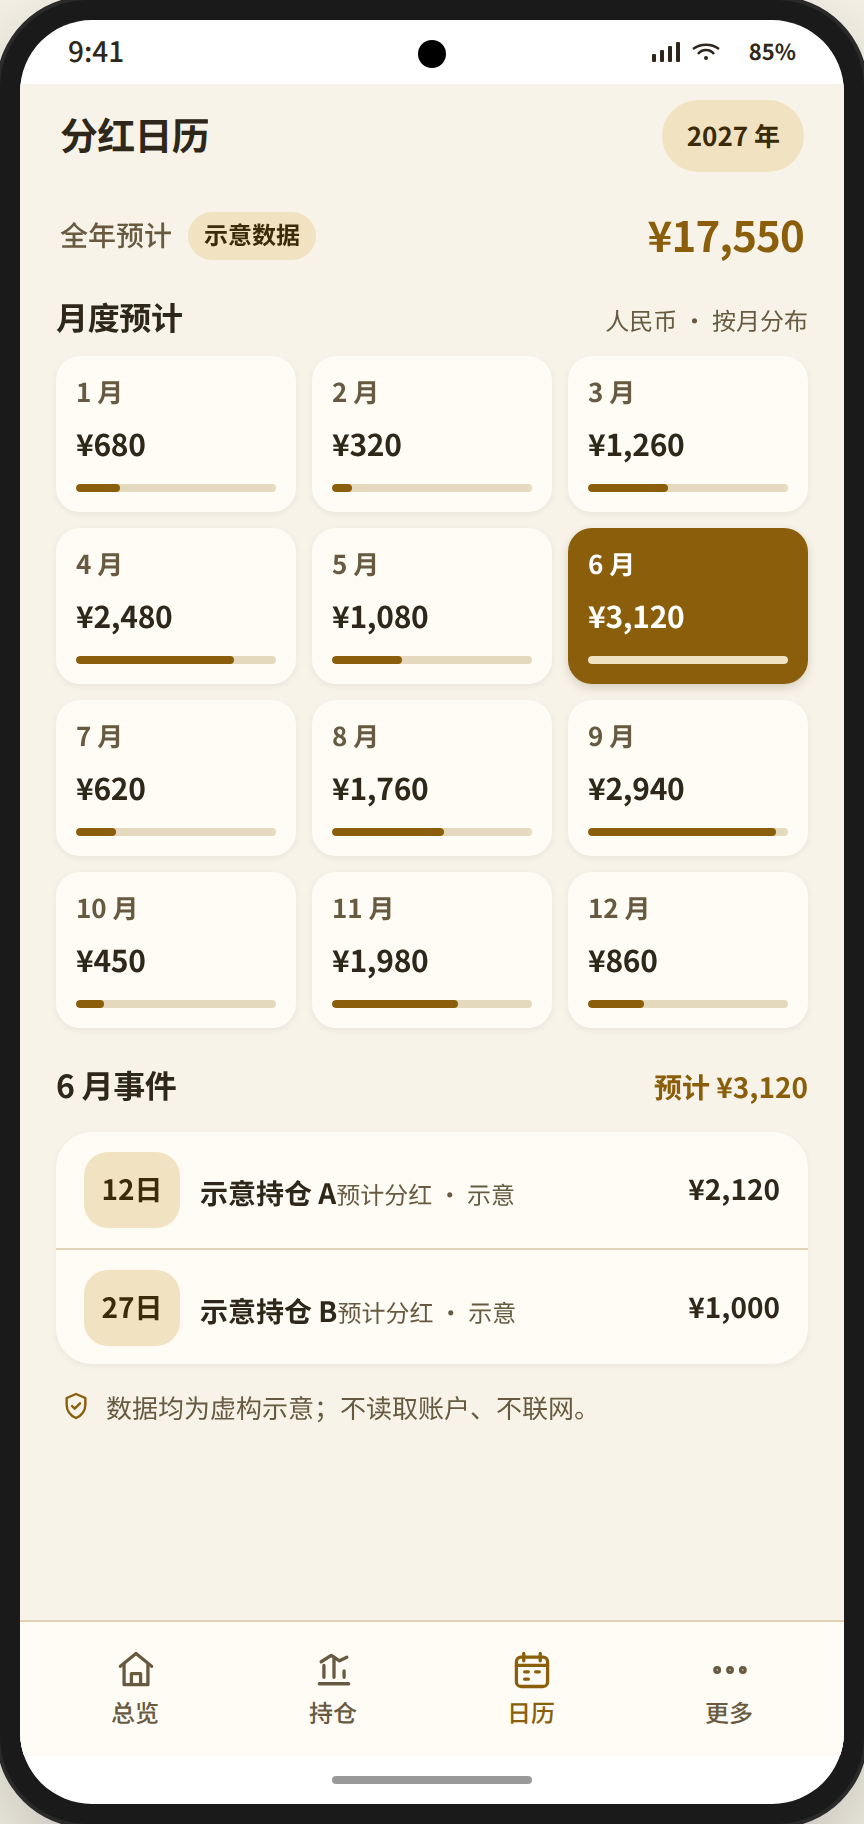 9:41
85%
分红日历
2027 年
全年预计 示意数据 ¥17,550
月度预计
人民币 · 按月分布
1 月
¥680
2 月
¥320
3 月
¥1,260
4 月
¥2,480
5 月
¥1,080
6 月
¥3,120
7 月
¥620
8 月
¥1,760
9 月
¥2,940
10 月
¥450
11 月
¥1,980
12 月
¥860
6 月事件
预计 ¥3,120
12日 示意持仓 A预计分红 · 示意 ¥2,120
27日 示意持仓 B预计分红 · 示意 ¥1,000
数据均为虚构示意；不读取账户、不联网。
总览
持仓
日历
更多